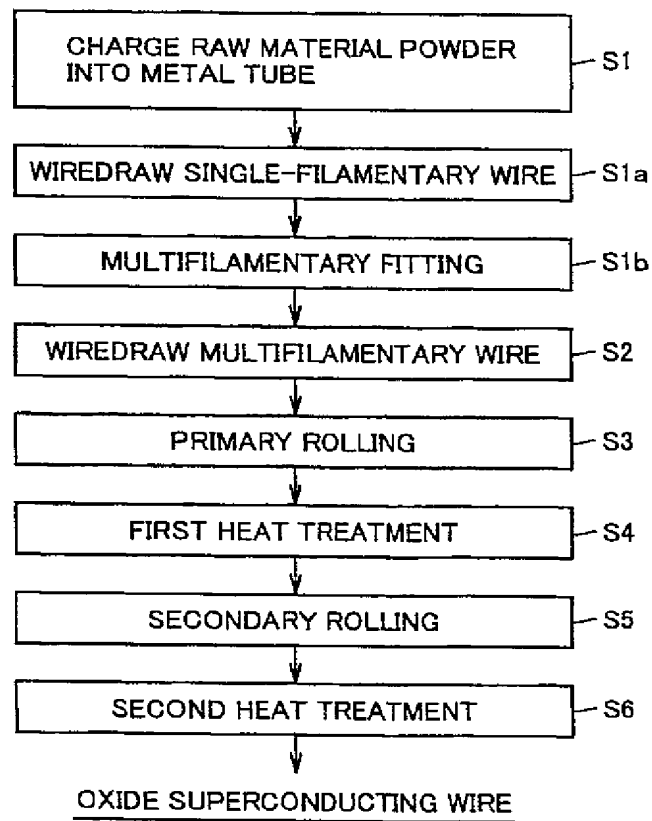 CHARGE RAW MATERIAL POWDER
INTO METAL TUBE
S1
WIREDRAW SINGLE-FILAMENTARY WIRE
S1a
MULTIFILAMENTARY FITTING
S1b
WIREDRAW MULTIFILAMENTARY WIRE
S2
PRIMARY ROLLING
S3
FIRST HEAT TREATMENT
S4
SECONDARY ROLLING
S5
SECOND HEAT TREATMENT
S6
OXIDE SUPERCONDUCTING WIRE